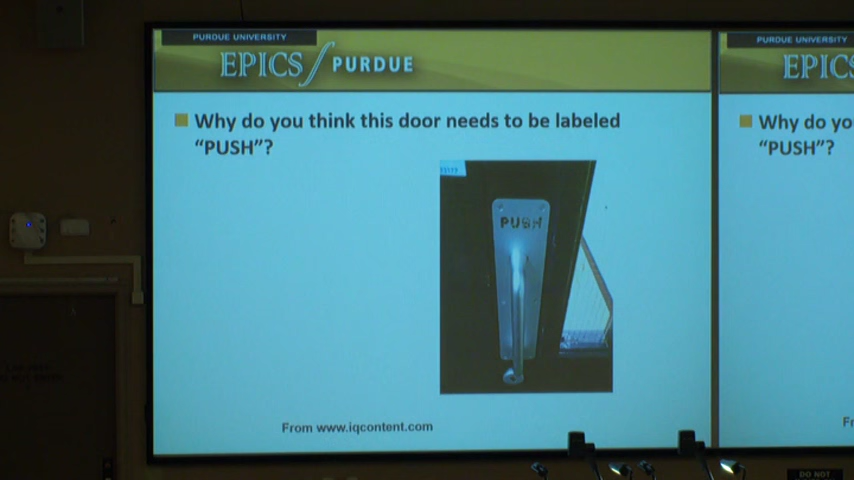 PURDUE UNIVERSITY
EPICS PURDUE
Why do you think this door needs to be labeled
"PUSH"?
PUSH
From www.iqcontent.com
PURDUE UNIVERSITY
EPICS
Why do yo
"PUSH"?
DO NOT